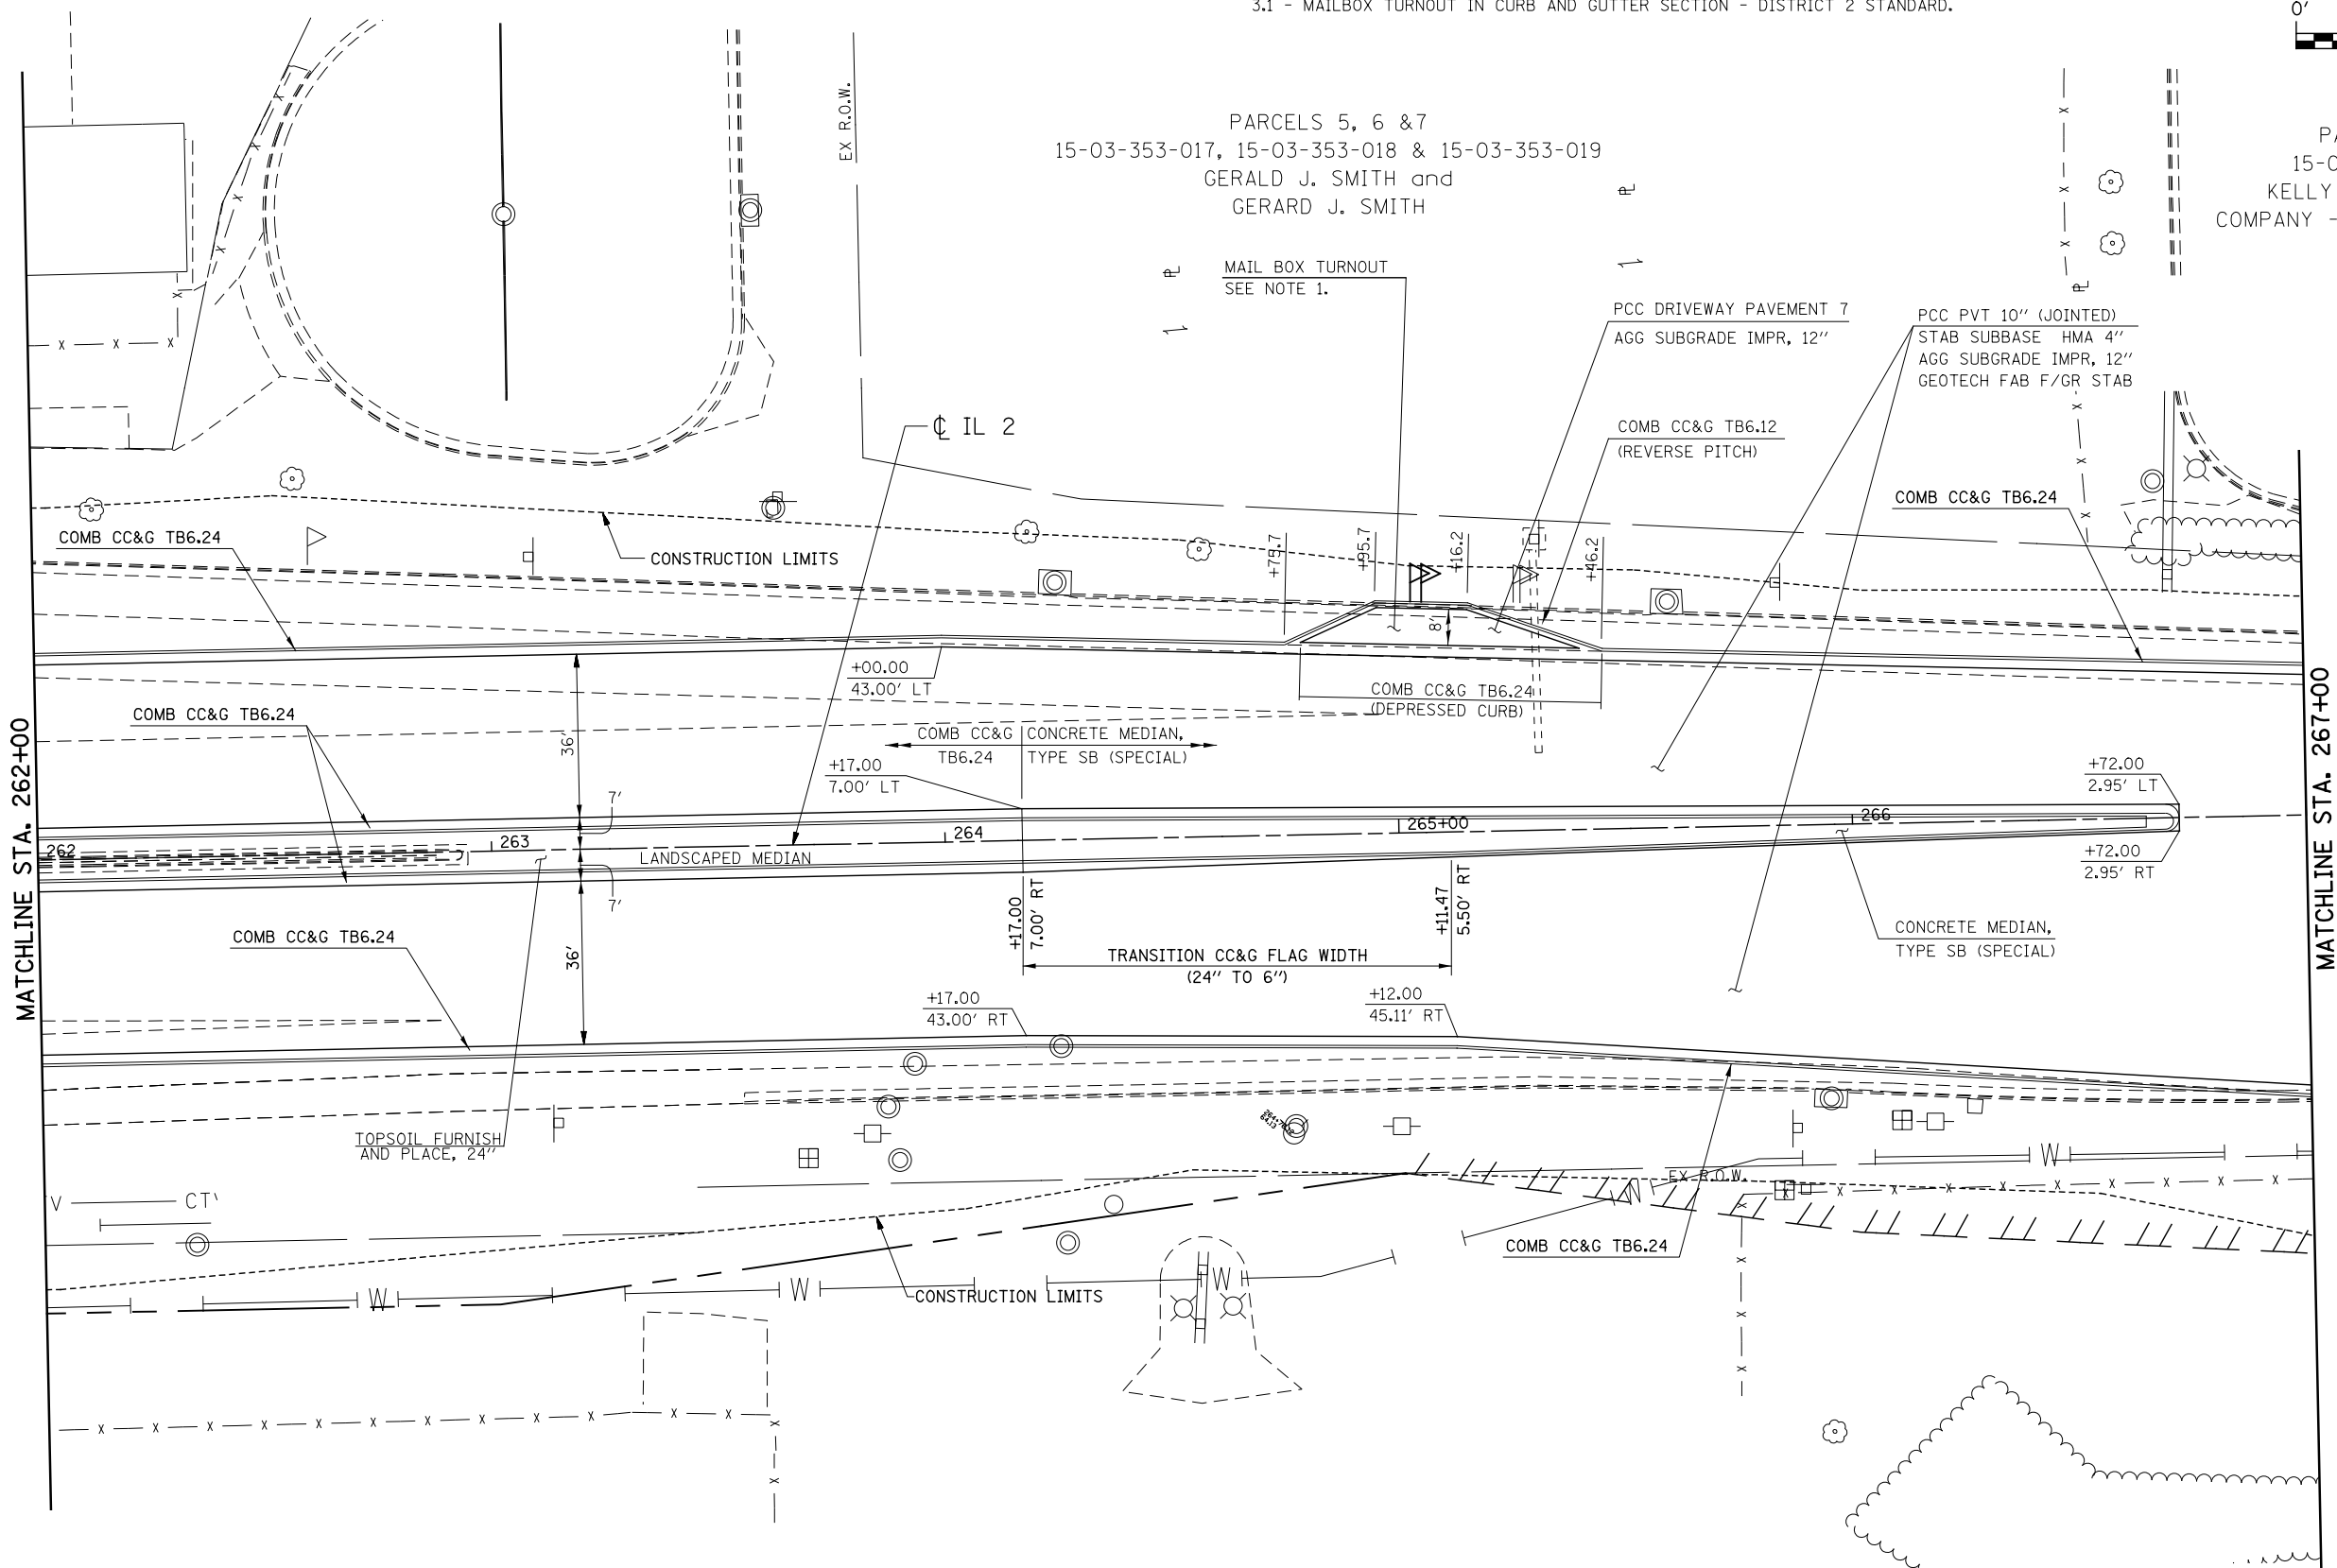 3.1 - MAILBOX TURNOUT IN CURB AND GUTTER SECTION - DISTRICT 2 STANDARD.
0'
EX R.O.W.
PARCELS 5, 6 &7
15-03-353-017, 15-03-353-018 & 15-03-353-019
GERALD J. SMITH and
GERARD J. SMITH
KELLY
COMPANY -
MAIL BOX TURNOUT
SEE NOTE 1.
PCC DRIVEWAY PAVEMENT 7
AGG SUBGRADE IMPR, 12"
PCC PVT 10" (JOINTED)
STAB SUBBASE HMA 4"
AGG SUBGRADE IMPR, 12"
GEOTECH FAB F/GR STAB
℄ IL 2
COMB CC&G TB6.12
(REVERSE PITCH)
COMB CC&G TB6.24
COMB CC&G TB6.24
CONSTRUCTION LIMITS
+75.7
+95.7
+16.2
+46.2
8'
+00.00
43.00' LT
COMB CC&G TB6.24
(DEPRESSED CURB)
COMB CC&G TB6.24
36'
COMB CC&G
TB6.24
CONCRETE MEDIAN,
TYPE SB (SPECIAL)
+17.00
7.00' LT
+72.00
2.95' LT
MATCHLINE STA. 262+00
MATCHLINE STA. 267+00
7'
262
263
264
265+00
266
LANDSCAPED MEDIAN
7'
+72.00
2.95' RT
+17.00
7.00' RT
+11.47
5.50' RT
COMB CC&G TB6.24
36'
TRANSITION CC&G FLAG WIDTH
(24" TO 6")
CONCRETE MEDIAN,
TYPE SB (SPECIAL)
+17.00
43.00' RT
+12.00
45.11' RT
TOPSOIL FURNISH
AND PLACE, 24"
EX R.O.W.
W
W
CT
COMB CC&G TB6.24
W
W
W
CONSTRUCTION LIMITS